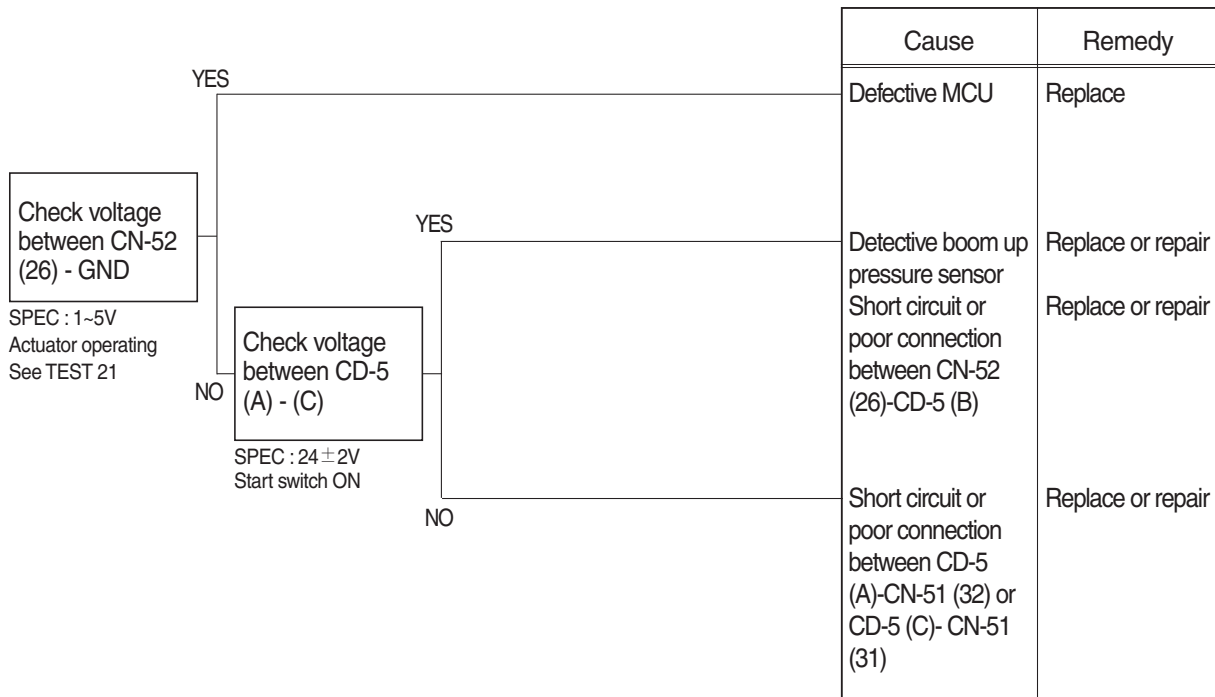 Cause
Remedy
YES
Defective MCU
Replace
Check voltage
between CN-52
(26) - GND
SPEC : 1~5V
Actuator operating
See TEST 21
NO
YES
Check voltage
between CD-5
(A) - (C)
SPEC : 24±2V
Start switch ON
NO
Detective boom up
pressure sensor
Replace or repair
Short circuit or
poor connection
between CN-52
(26)-CD-5 (B)
Replace or repair
Short circuit or
poor connection
between CD-5
(A)-CN-51 (32) or
CD-5 (C)- CN-51
(31)
Replace or repair